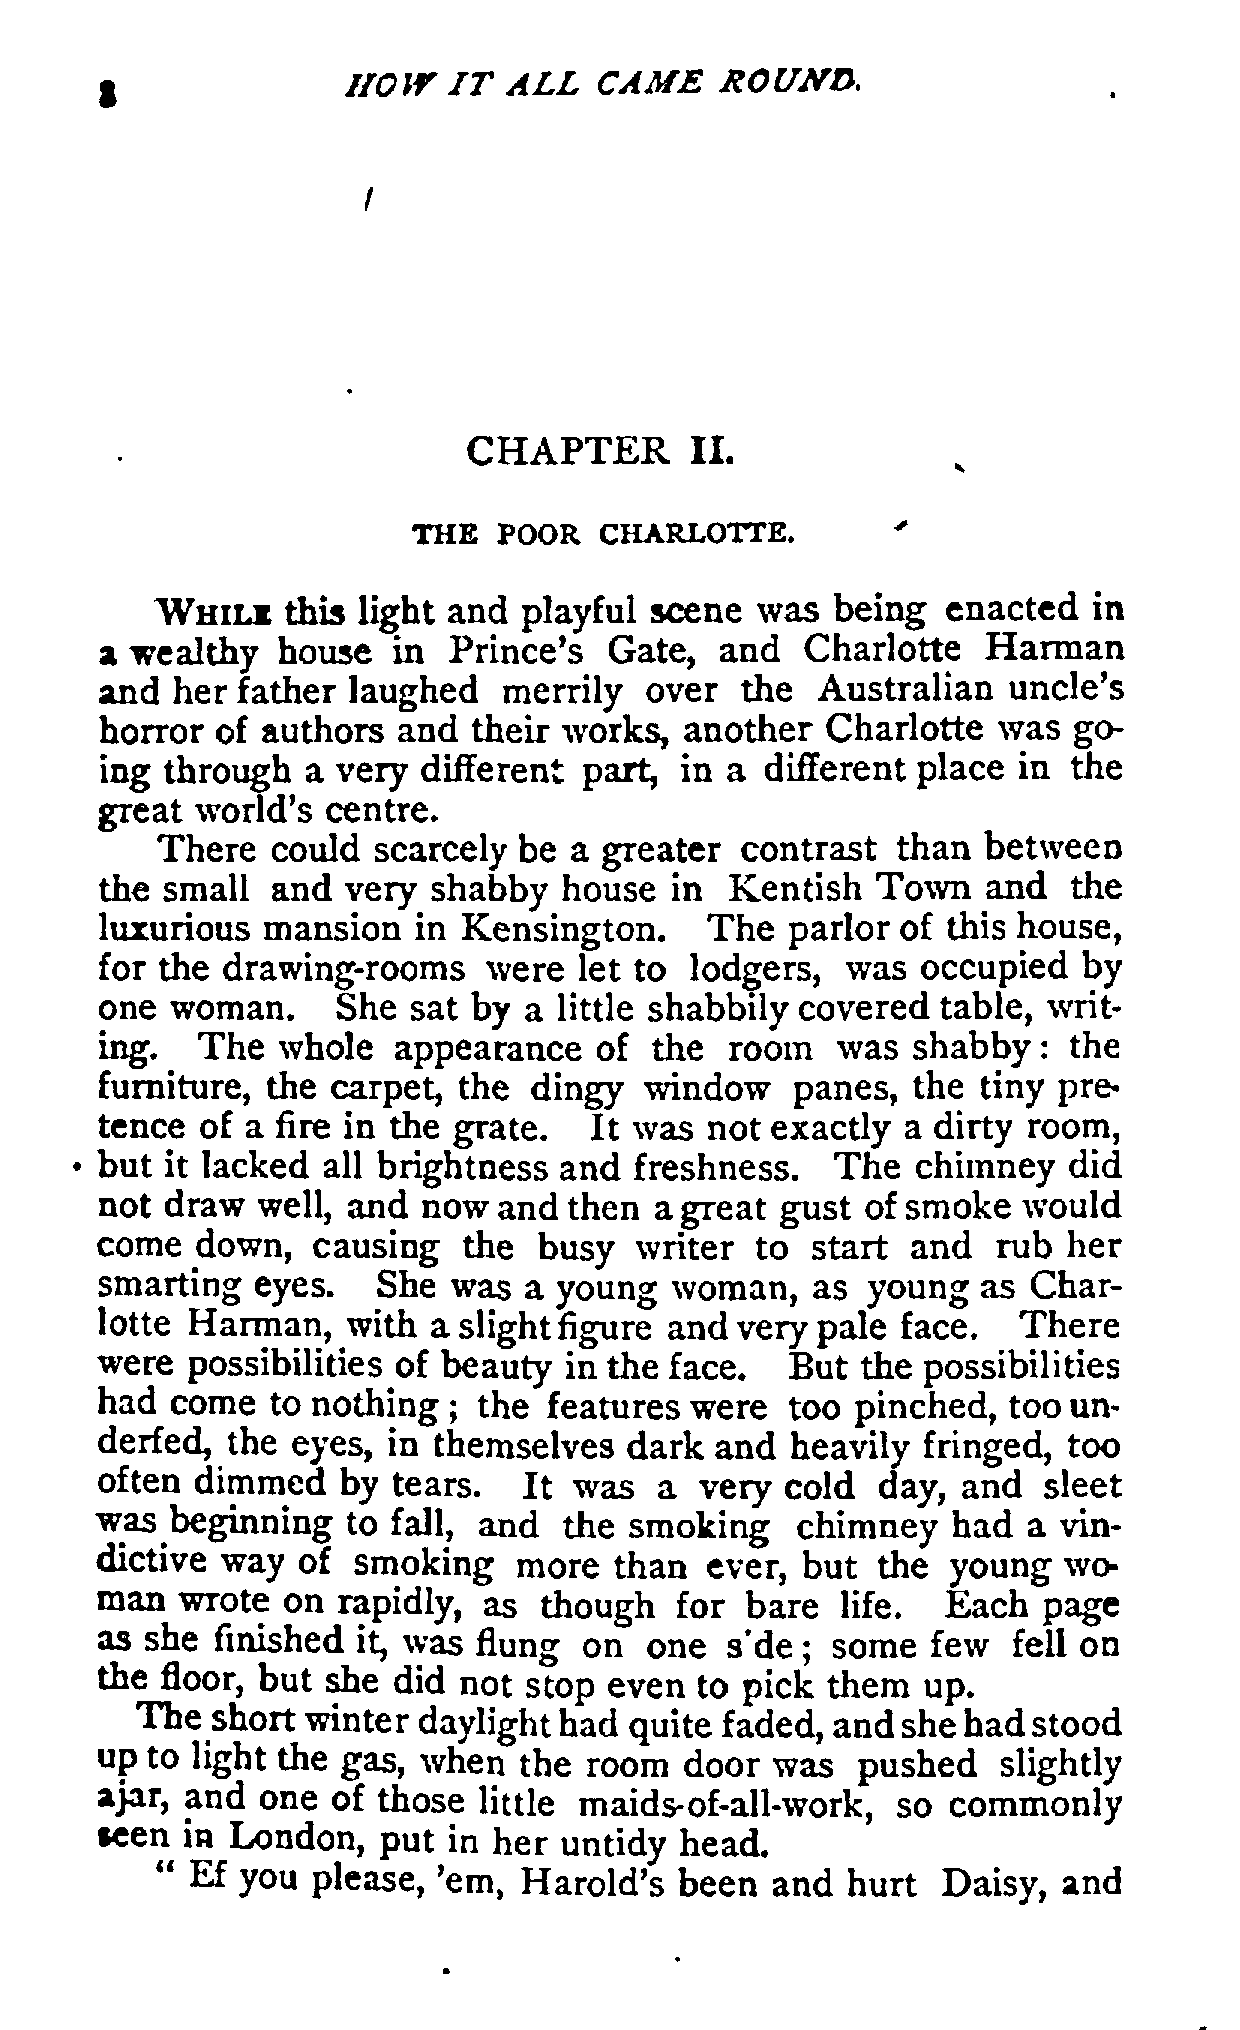 8 HOW IT ALL CAME ROUND.
CHAPTER II.
THE POOR CHARLOTTE.
WHILE this light and playful scene was being enacted in
a wealthy house in Prince's Gate, and Charlotte Harman
and her father laughed merrily over the Australian uncle's
horror of authors and their works, another Charlotte was go-
ing through a very different part, in a different place in the
great world's centre.
There could scarcely be a greater contrast than between
the small and very shabby house in Kentish Town and the
luxurious mansion in Kensington. The parlor of this house,
for the drawing-rooms were let to lodgers, was occupied by
one woman. She sat by a little shabbily covered table, writ-
ing. The whole appearance of the room was shabby: the
furniture, the carpet, the dingy window panes, the tiny pre-
tence of a fire in the grate. It was not exactly a dirty room,
but it lacked all brightness and freshness. The chimney did
not draw well, and now and then a great gust of smoke would
come down, causing the busy writer to start and rub her
smarting eyes. She was a young woman, as young as Char-
lotte Harman, with a slight figure and very pale face. There
were possibilities of beauty in the face. But the possibilities
had come to nothing; the features were too pinched, too un-
derfed, the eyes, in themselves dark and heavily fringed, too
often dimmed by tears. It was a very cold day, and sleet
was beginning to fall, and the smoking chimney had a vin-
dictive way of smoking more than ever, but the young wo-
man wrote on rapidly, as though for bare life. Each page
as she finished it, was flung on one s'de; some few fell on
the floor, but she did not stop even to pick them up.
The short winter daylight had quite faded, and she had stood
up to light the gas, when the room door was pushed slightly
ajar, and one of those little maids-of-all-work, so commonly
seen in London, put in her untidy head.
" Ef you please, 'em, Harold's been and hurt Daisy, and